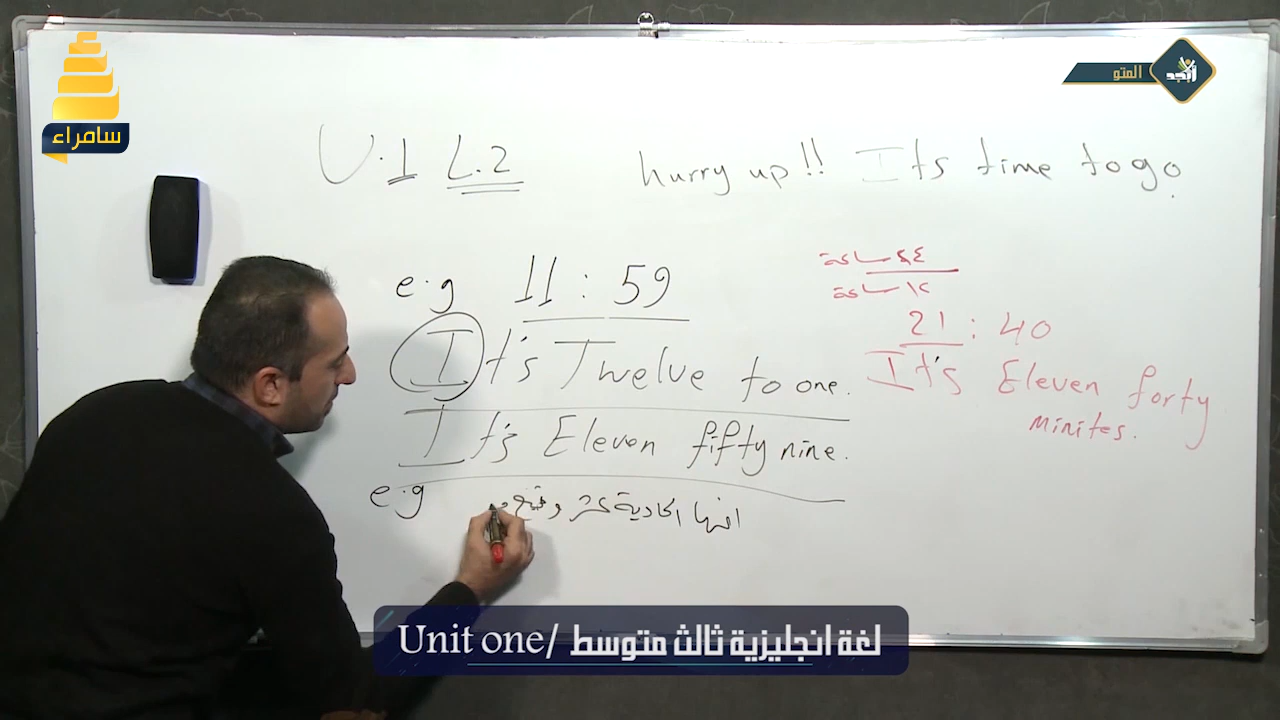 سامراء
المتو
أبجد
U.1 L.2
hurry up!! Its time to go
e.g 11 : 59
It's Twelve to one.
It's Eleven fifty nine.
e.g
انها الحادية عشر و
٢٤ ساعة
١٢ ساعة
21 : 40
It's Eleven forty
minites.
Unit one/ لغة انجليزية ثالث متوسط